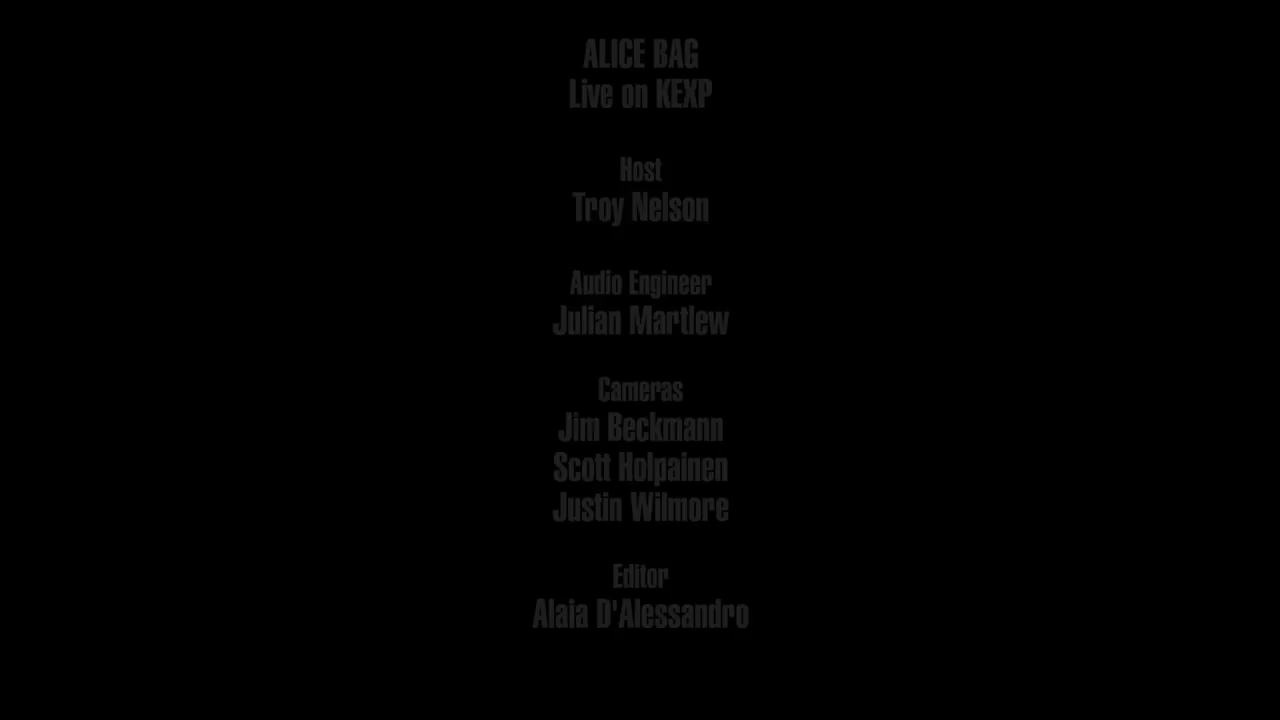 ALICE BAG
Live on KEXP
Host
Troy Nelson
Audio Engineer
Julian Martlew
Cameras
Jim Beckmann
Scott Holpainen
Justin Wilmore
Editor
Alaia D'Alessandro